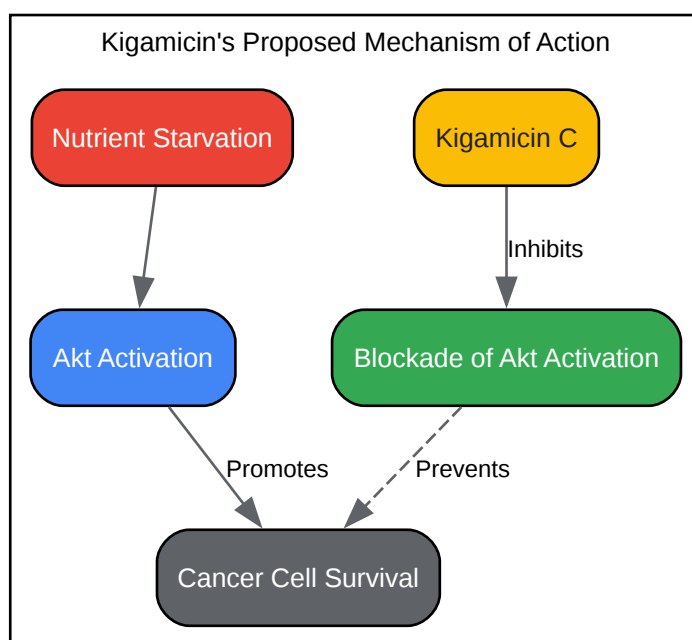 Kigamicin's Proposed Mechanism of Action
Nutrient Starvation
Kigamicin C
Inhibits
Akt Activation
Blockade of Akt Activation
Promotes
Prevents
Cancer Cell Survival